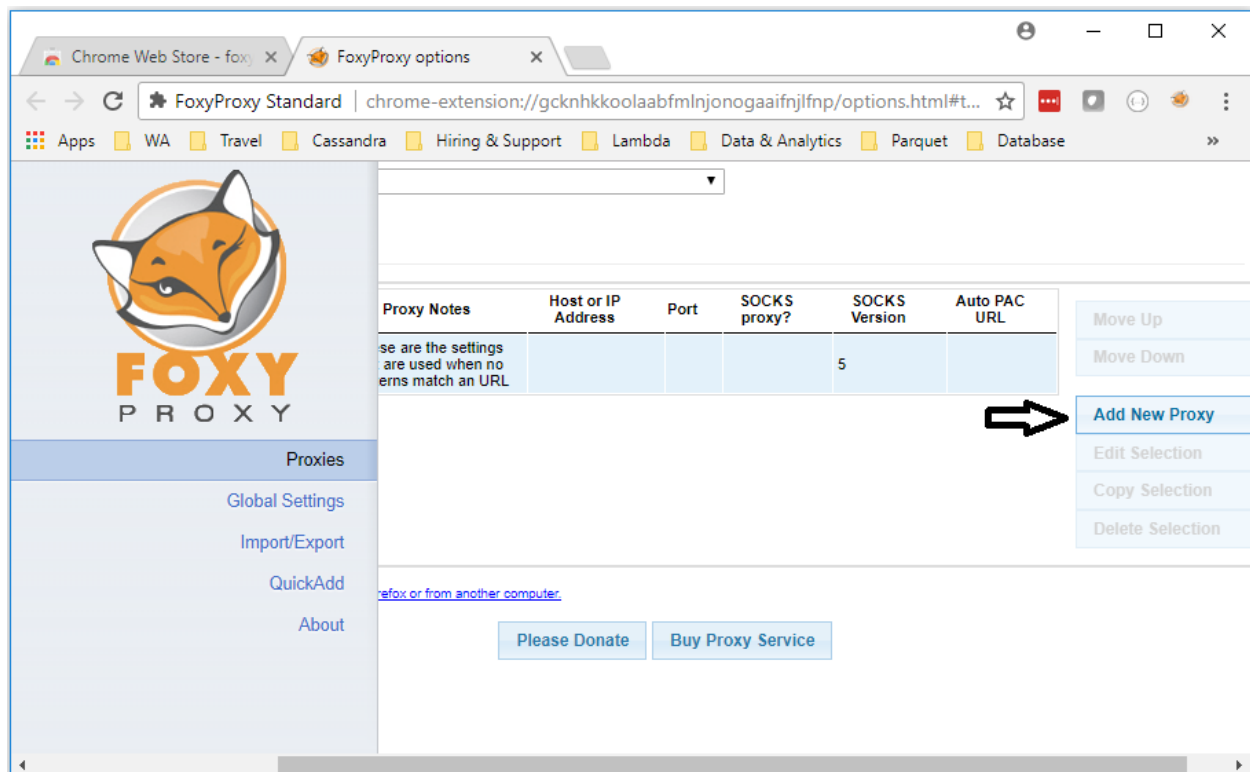 Chrome Web Store - foxy
FoxyProxy options
FoxyProxy Standard | chrome-extension://gcknhkkoolaabfmlnjonogaaifnjlfnp/options.html#t...
Apps WA Travel Cassandra Hiring & Support Lambda Data & Analytics Parquet Database »
FOXY
PROXY
Proxies
Global Settings
Import/Export
QuickAdd
About
Proxy Notes
Host or IP
Address
Port
SOCKS
proxy?
SOCKS
Version
Auto PAC
URL
se are the settings
are used when no
erns match an URL
5
Move Up
Move Down
Add New Proxy
Edit Selection
Copy Selection
Delete Selection
refox or from another computer.
Please Donate
Buy Proxy Service